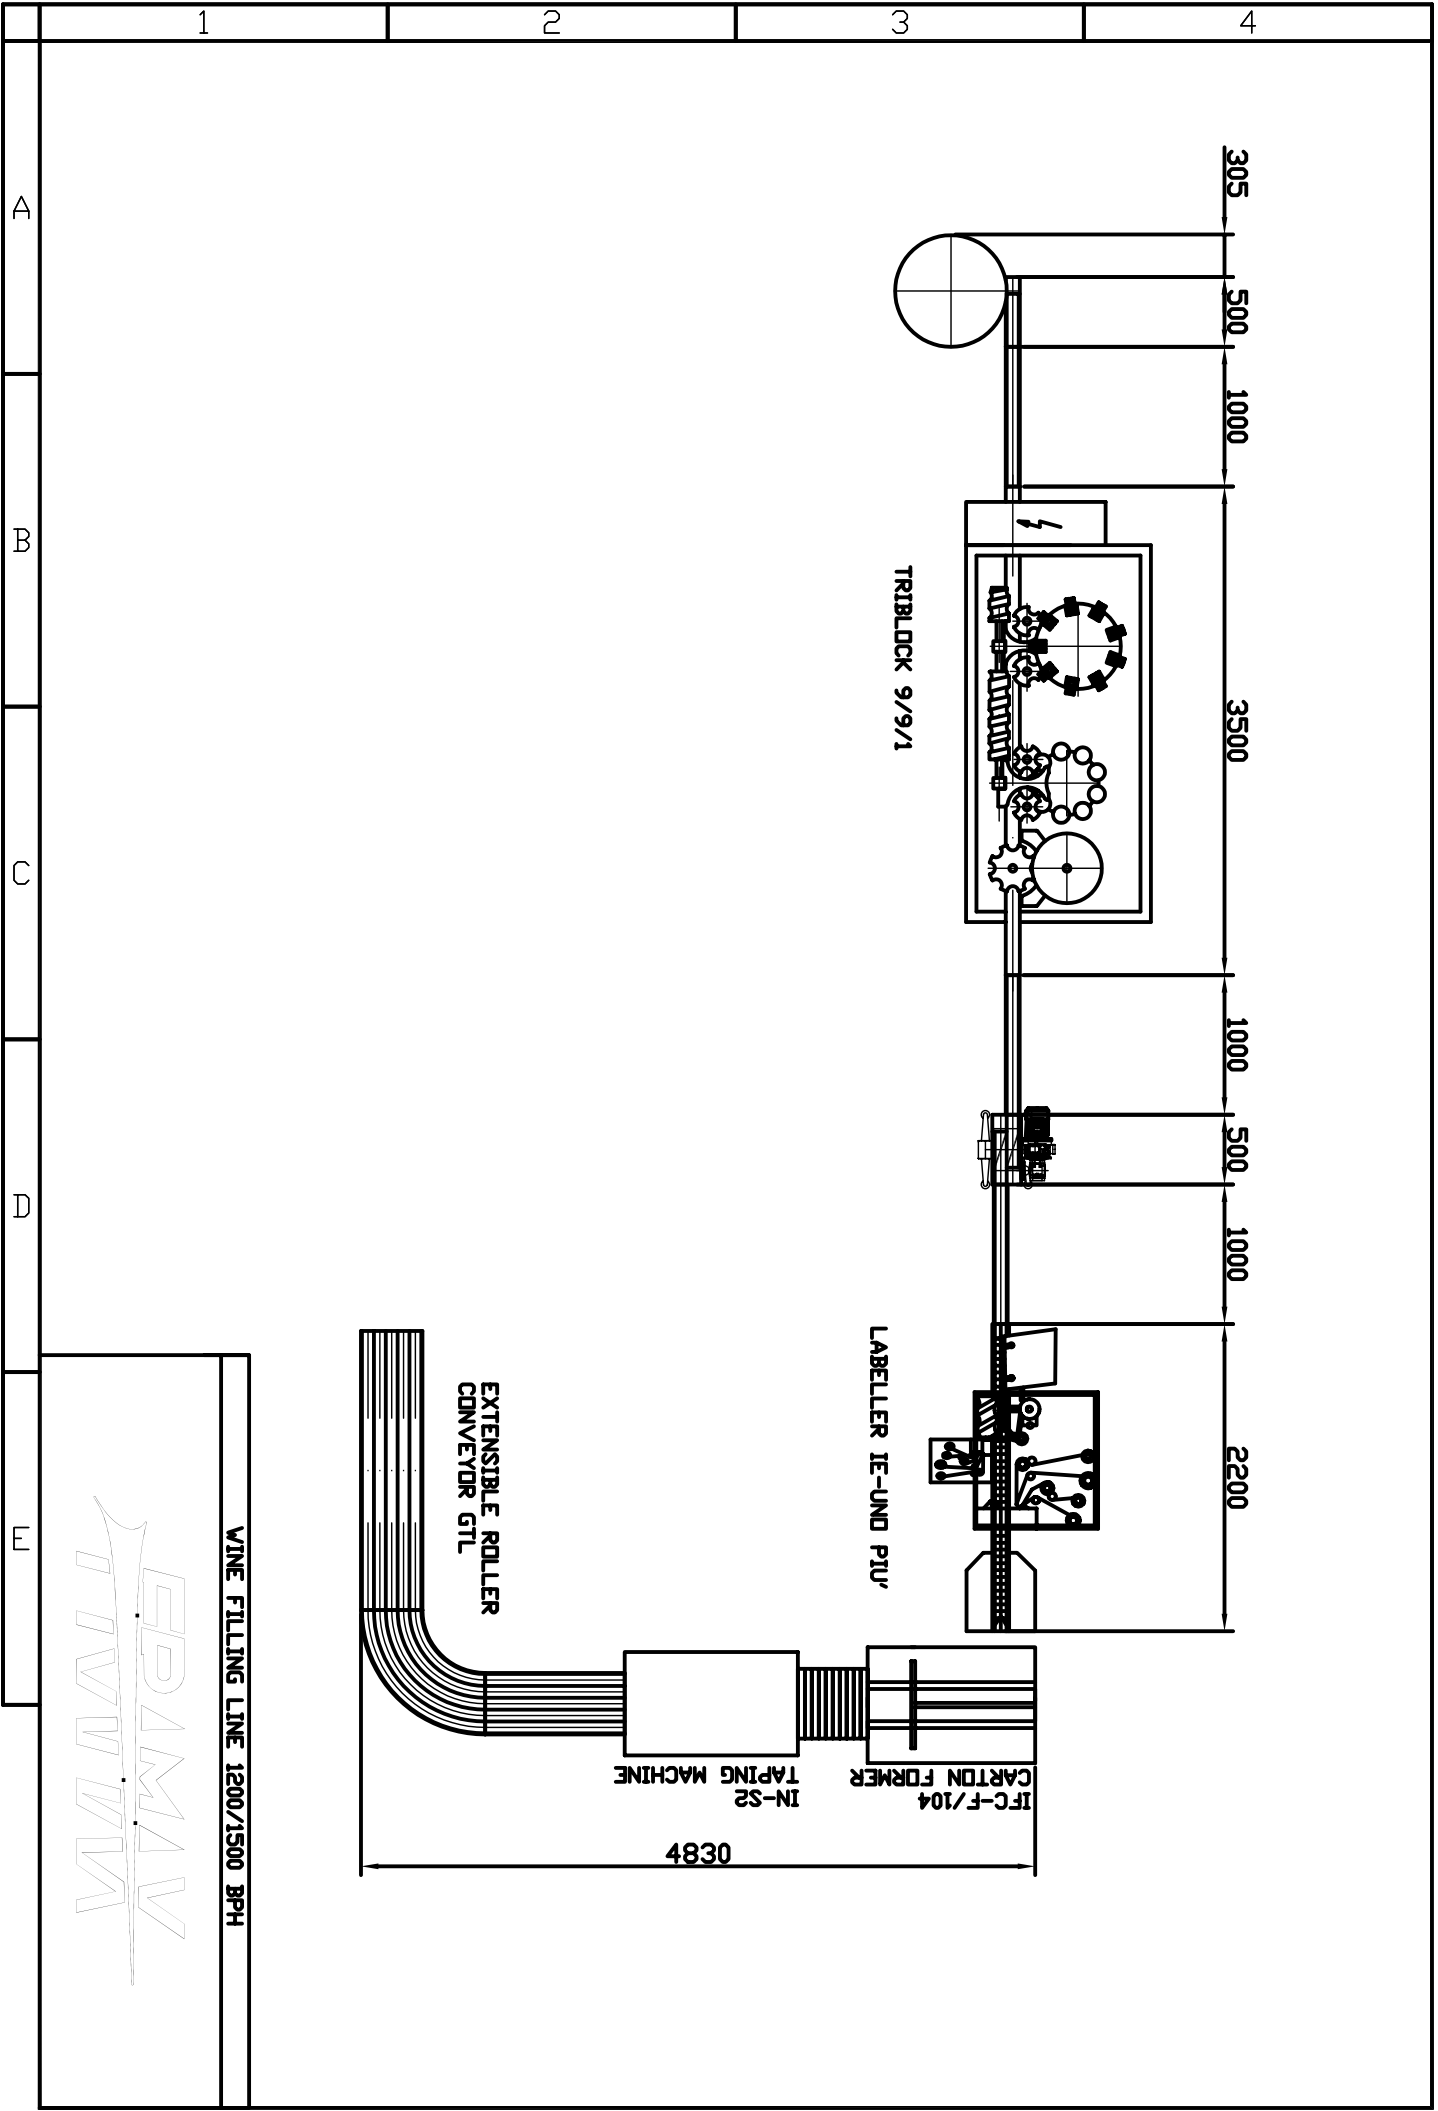 1
2
3
4
A
B
C
D
E
305
500
1000
3500
1000
500
1000
2200
TRIBLOCK 9/9/1
LABELLER IE-UNO PIU'
EXTENSIBLE ROLLER
CONVEYOR GTL
IN-S2
TAPING MACHINE
IFC-F/104
CARTON FORMER
4830
WINE FILLING LINE 1200/1500 BPH